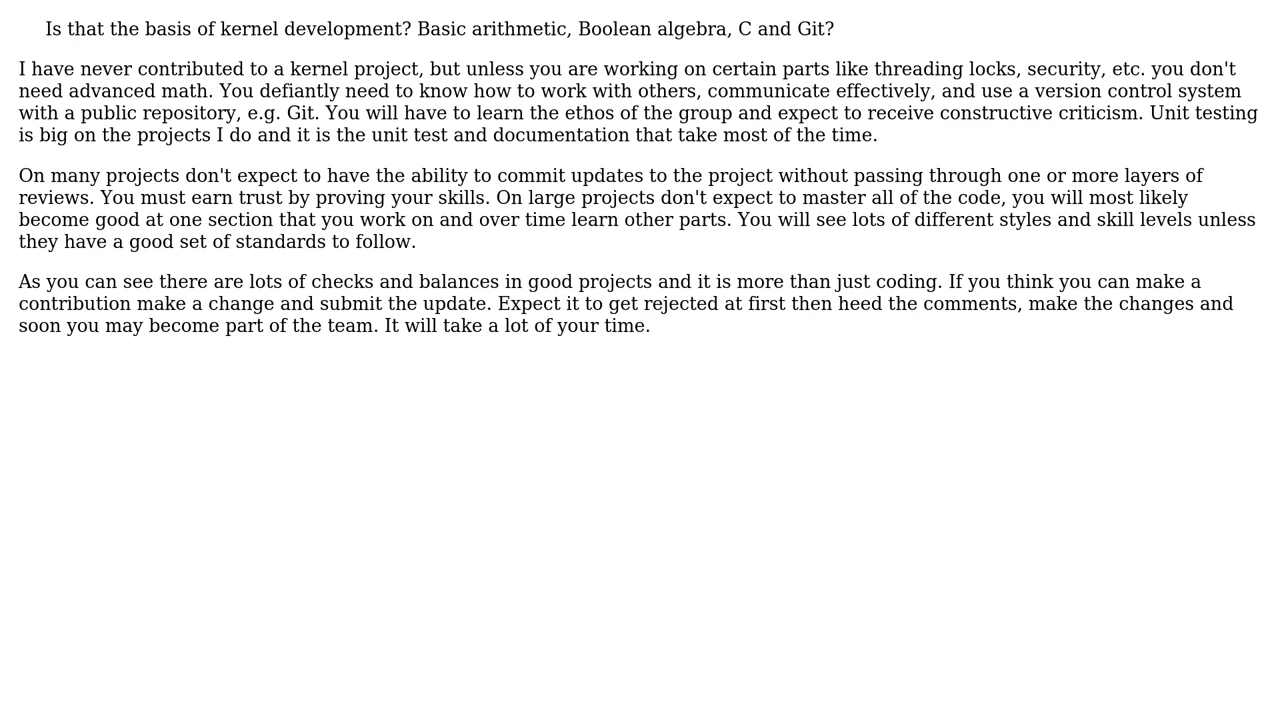 Is that the basis of kernel development? Basic arithmetic, Boolean algebra, C and Git?
I have never contributed to a kernel project, but unless you are working on certain parts like threading locks, security, etc. you don't
need advanced math. You defiantly need to know how to work with others, communicate effectively, and use a version control system
with a public repository, e.g. Git. You will have to learn the ethos of the group and expect to receive constructive criticism. Unit testing
is big on the projects I do and it is the unit test and documentation that take most of the time.
On many projects don't expect to have the ability to commit updates to the project without passing through one or more layers of
reviews. You must earn trust by proving your skills. On large projects don't expect to master all of the code, you will most likely
become good at one section that you work on and over time learn other parts. You will see lots of different styles and skill levels unless
they have a good set of standards to follow.
As you can see there are lots of checks and balances in good projects and it is more than just coding. If you think you can make a
contribution make a change and submit the update. Expect it to get rejected at first then heed the comments, make the changes and
soon you may become part of the team. It will take a lot of your time.